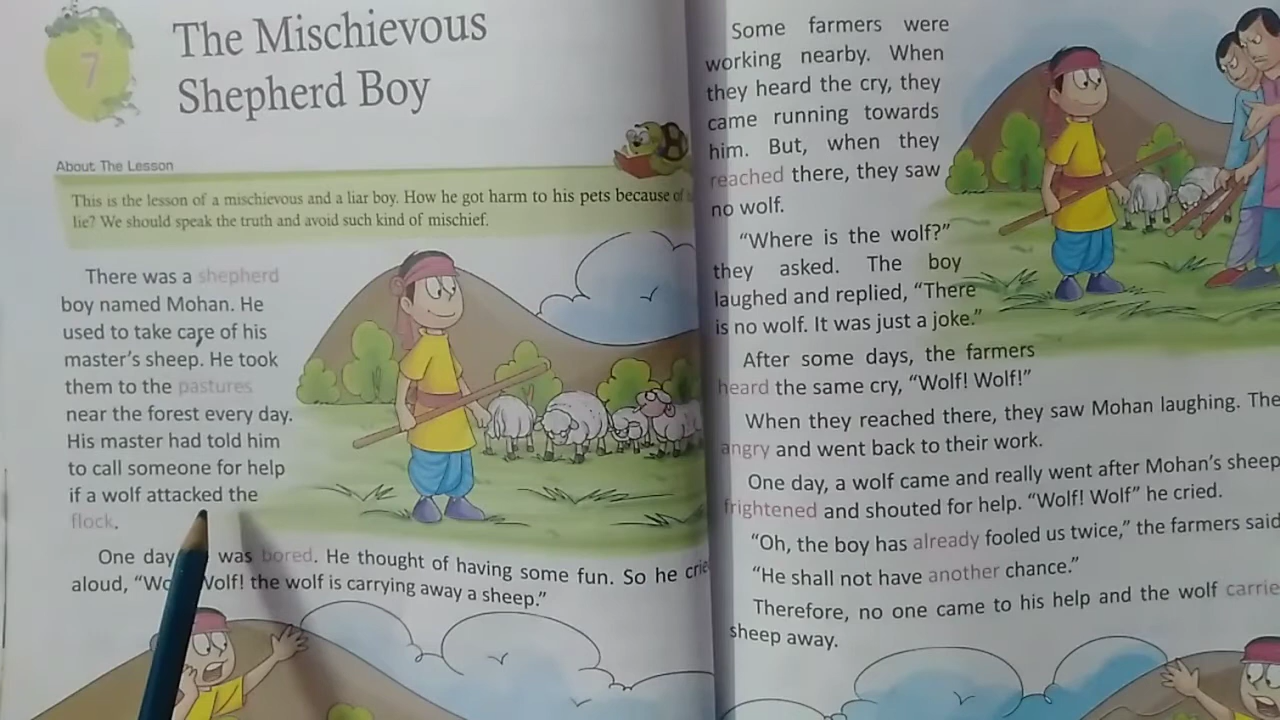 7
The Mischievous
Shepherd Boy
About The Lesson
This is the lesson of a mischievous and a liar boy. How he got harm to his pets because of
lie? We should speak the truth and avoid such kind of mischief.
There was a shepherd
boy named Mohan. He
used to take care of his
master's sheep. He took
them to the pastures
near the forest every day.
His master had told him
to call someone for help
if a wolf attacked the
flock.
One day was bored. He thought of having some fun. So he
aloud, " Wolf! the wolf is carrying away a sheep."
Some farmers were
working nearby. When
they heard the cry, they
came running towards
him. But, when they
reached there, they saw
no wolf.
"Where is the wolf?"
they asked. The boy
laughed and replied, "There
is no wolf. It was just a joke."
After some days, the farmers
heard the same cry, "Wolf! Wolf!"
When they reached there, they saw Mohan laughing. The
angry and went back to their work.
One day, a wolf came and really went after Mohan's sheep
frightened and shouted for help. "Wolf! Wolf" he cried.
"Oh, the boy has already fooled us twice," the farmers said
"He shall not have another chance."
Therefore, no one came to his help and the wolf carrie
sheep away.